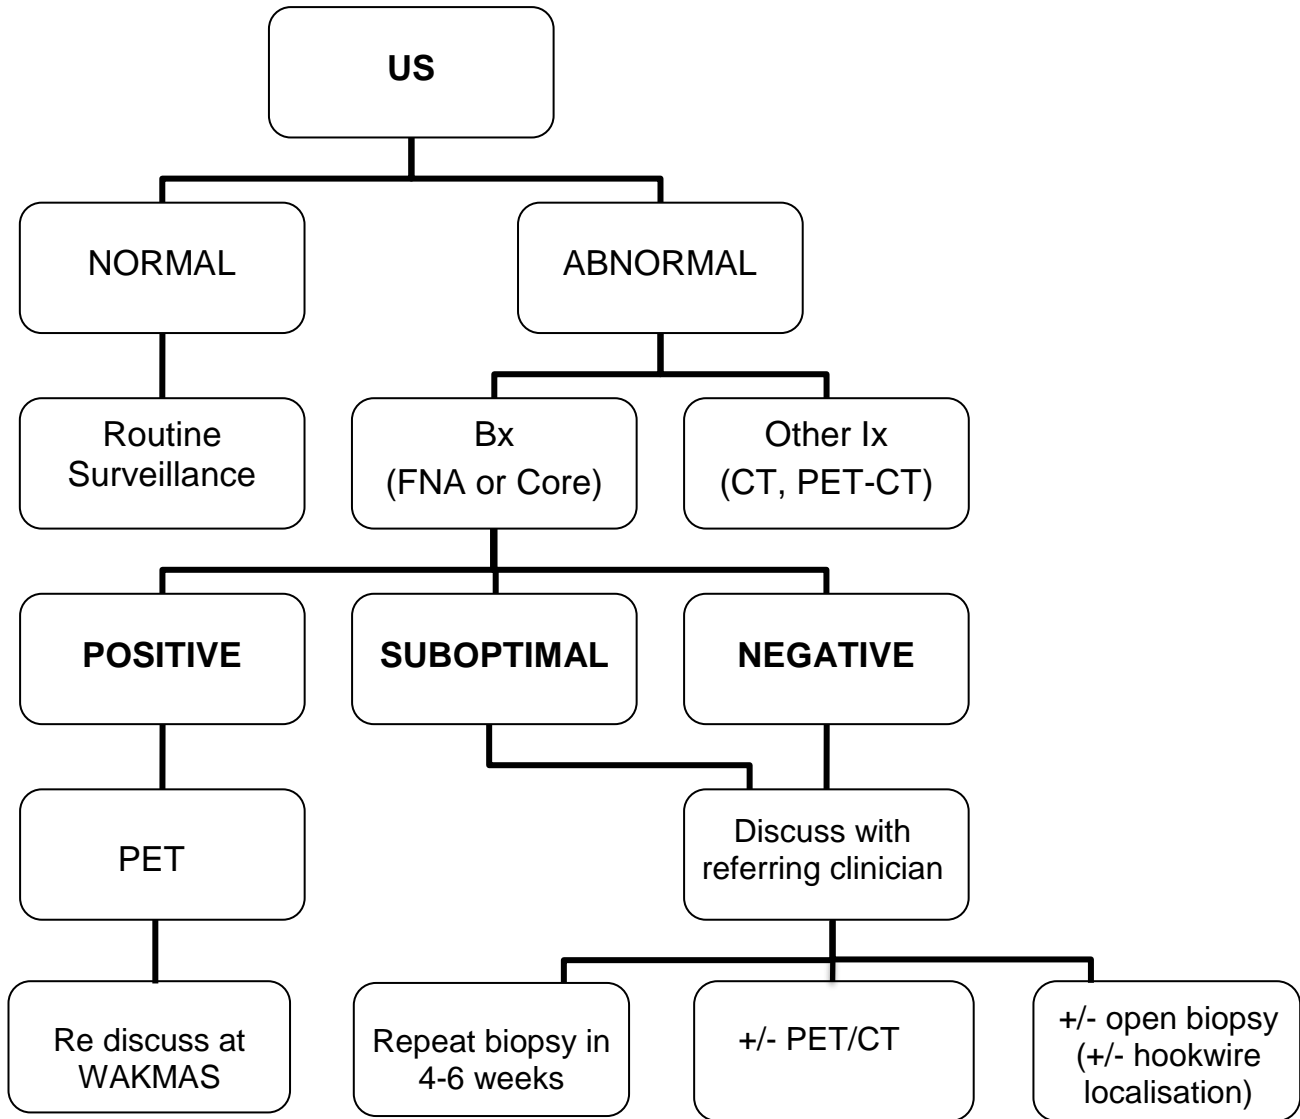 US
NORMAL
ABNORMAL
Routine
Surveillance
Bx
(FNA or Core)
Other Ix
(CT, PET-CT)
POSITIVE
SUBOPTIMAL
NEGATIVE
PET
Discuss with
referring clinician
Re discuss at
WAKMAS
Repeat biopsy in
4-6 weeks
+/- PET/CT
+/- open biopsy
(+/- hookwire
localisation)